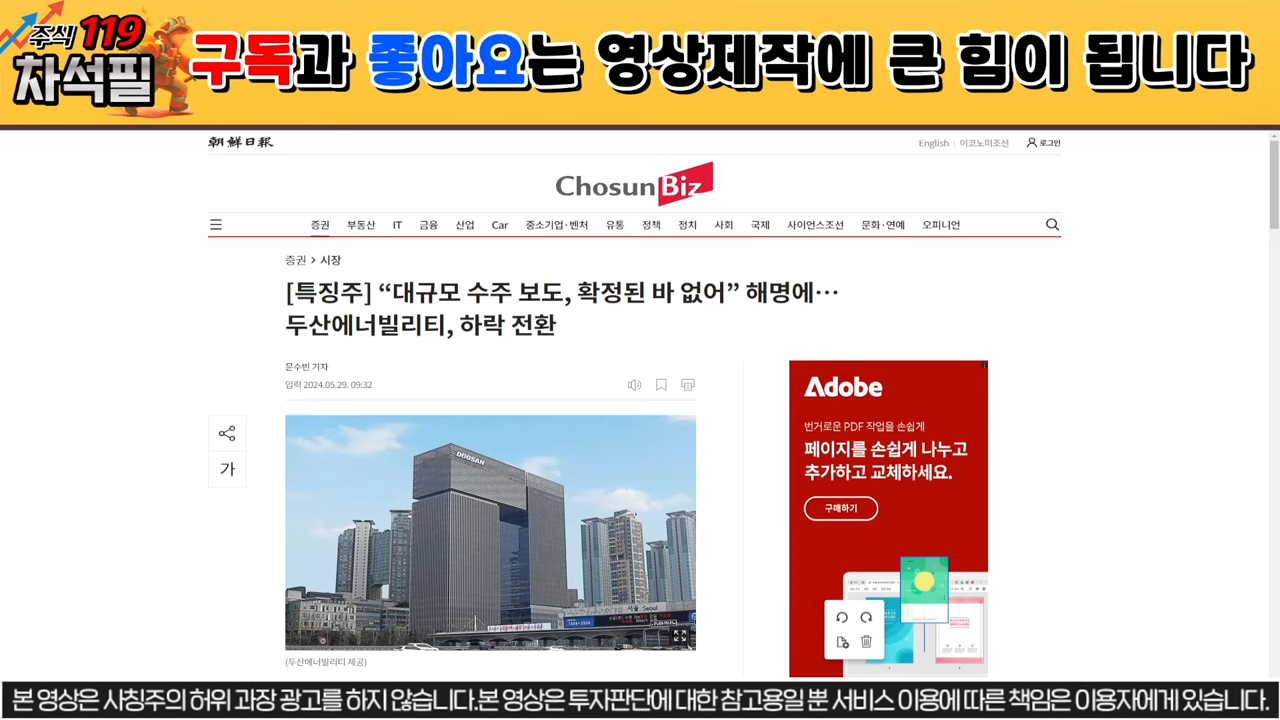 주식 119
차석필
구독과 좋아요는 영상제작에 큰 힘이 됩니다
朝鮮日報
English 이코노미조선 로그인
ChosunBiz
증권 부동산 IT 금융 산업 Car 중소기업·벤처 유통 정책 정치 사회 국제 사이언스조선 문화·연예 오피니언
증권 > 시장
[특징주] “대규모 수주 보도, 확정된 바 없어” 해명에…
두산에너빌리티, 하락 전환
문수빈 기자
입력 2024.05.29. 09:32
가
DOOSAN
서울 Seoul
(두산에너빌리티 제공)
Adobe
번거로운 PDF 작업을 손쉽게
페이지를 손쉽게 나누고
추가하고 교체하세요.
구매하기
본 영상은 사칭주의 허위 과장 광고를 하지 않습니다.본 영상은 투자판단에 대한 참고용일 뿐 서비스 이용에 따른 책임은 이용자에게 있습니다.